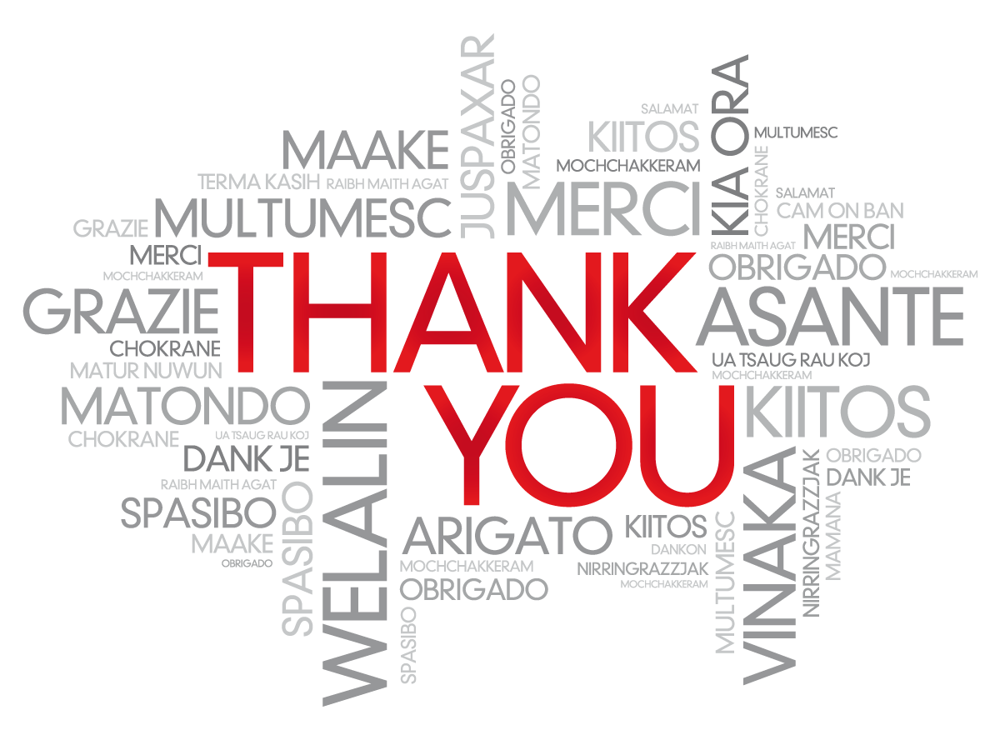 JUSPAXAR
OBRIGADO
MATONDO
SALAMAT
KIITOS
KIA ORA
MULTUMESC
MAAKE
MOCHCHAKKERAM
CHOKRANE
TERMA KASIH
RAIBH MAITH AGAT
MERCI
SALAMAT
CAM ON BAN
GRAZIE
MULTUMESC
MERCI
RAIBH MAITH AGAT
MERCI
MOCHCHAKKERAM
THANK
OBRIGADO
MOCHCHAKKERAM
GRAZIE
ASANTE
CHOKRANE
UA TSAUG RAU KOJ
MATUR NUWUN
MOCHCHAKKERAM
MATONDO
WELALIN
YOU
KIITOS
CHOKRANE
UA TSAUG RAU KOJ
DANK JE
VINAKA
NIRRINGRAZZJAK
OBRIGADO
DANK JE
RAIBH MAITH AGAT
SPASIBO
SPASIBO
MAMANA
MAAKE
OBRIGADO
ARIGATO
KIITOS
MULTUMESC
DANKON
MOCHCHAKKERAM
NIRRINGRAZZJAK
OBRIGADO
MOCHCHAKKERAM
SPASIBO